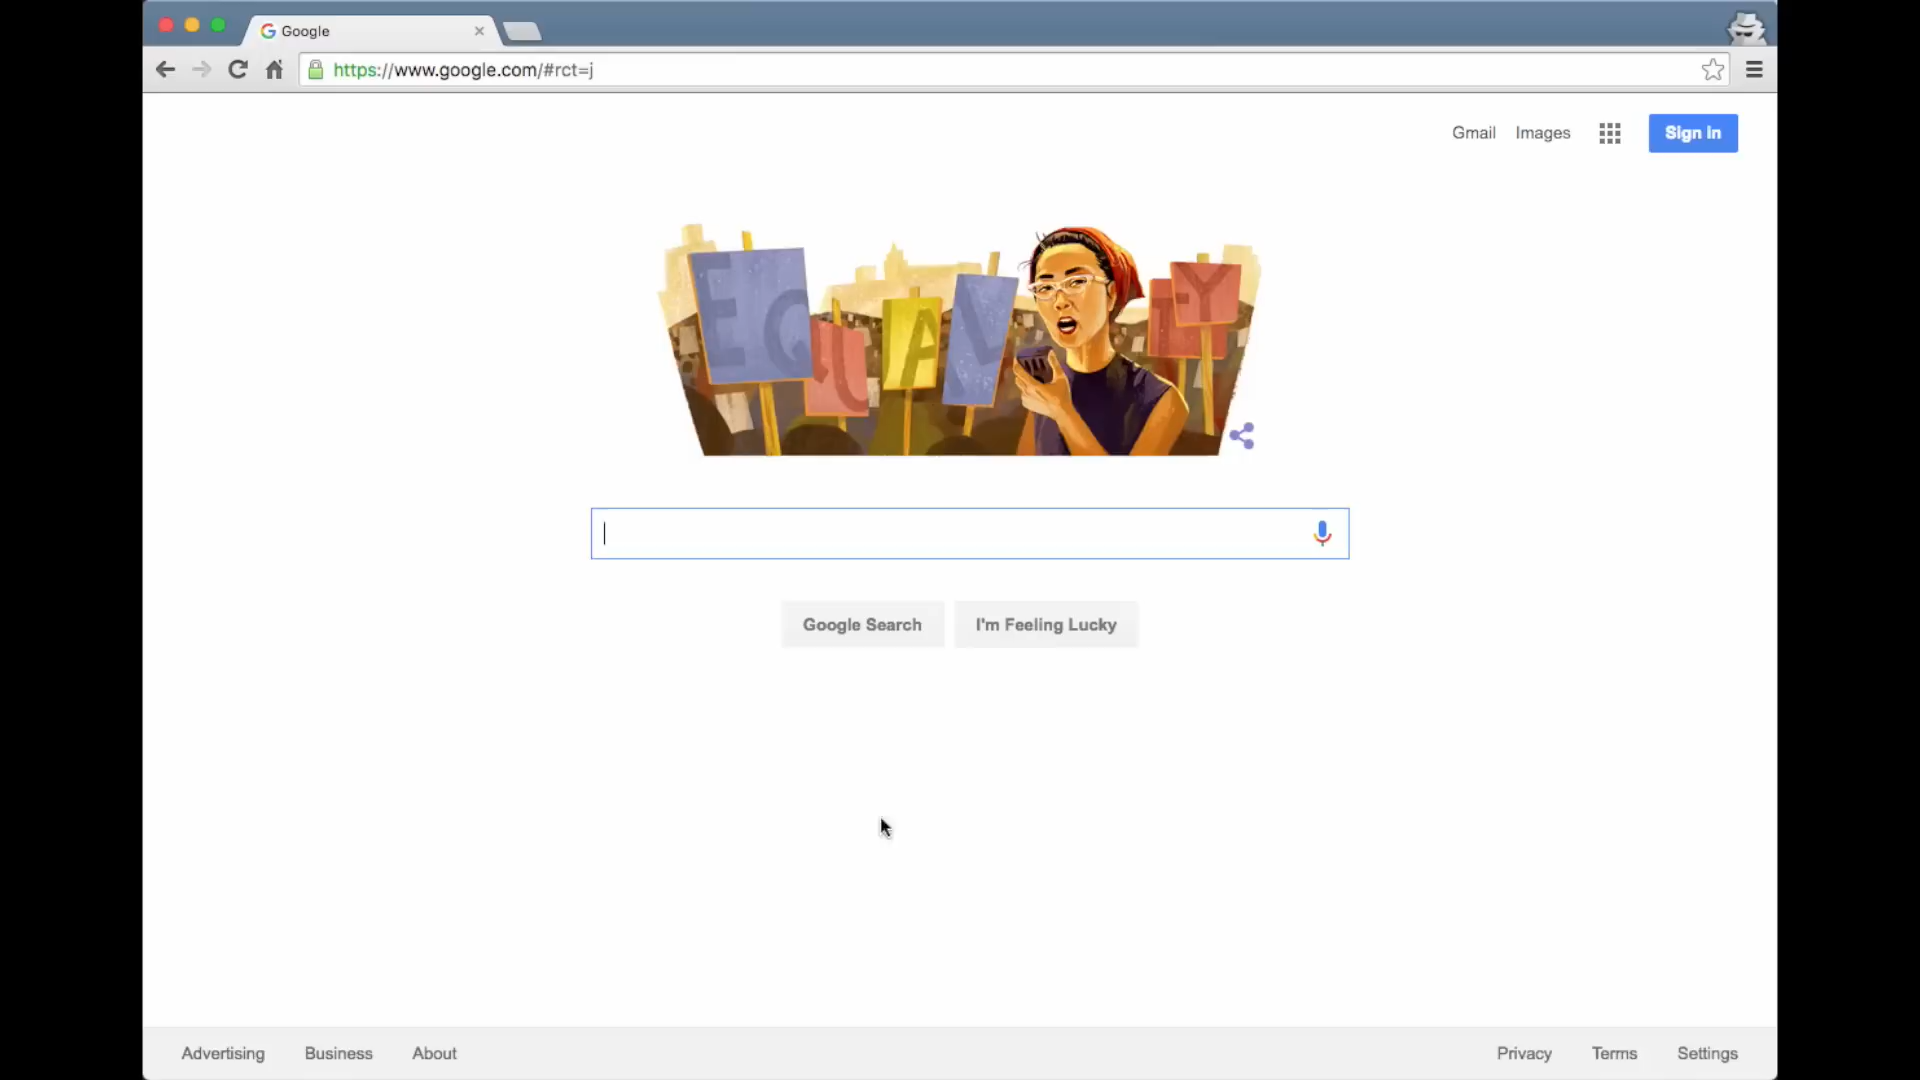 Google
https://www.google.com/#rct=j
Gmail Images Sign in
EQUALITY
Google Search I'm Feeling Lucky
Advertising Business About Privacy Terms Settings